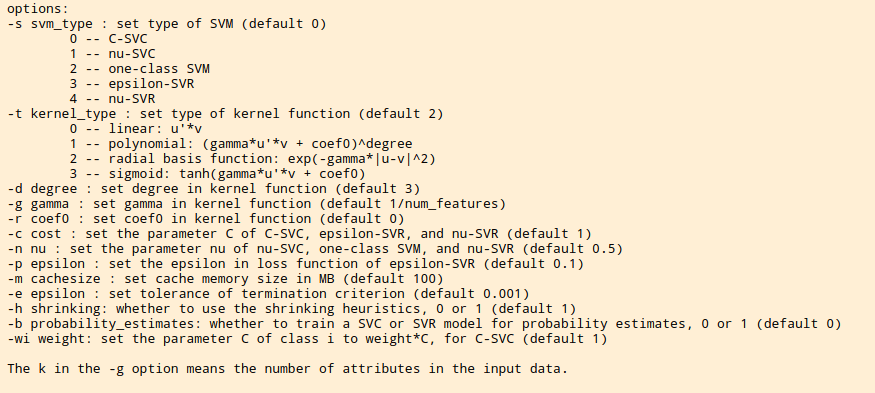 options:
-s svm_type : set type of SVM (default 0)
0 -- C-SVC
1 -- nu-SVC
2 -- one-class SVM
3 -- epsilon-SVR
4 -- nu-SVR
-t kernel_type : set type of kernel function (default 2)
0 -- linear: u'*v
1 -- polynomial: (gamma*u'*v + coef0)^degree
2 -- radial basis function: exp(-gamma*|u-v|^2)
3 -- sigmoid: tanh(gamma*u'*v + coef0)
-d degree : set degree in kernel function (default 3)
-g gamma : set gamma in kernel function (default 1/num_features)
-r coef0 : set coef0 in kernel function (default 0)
-c cost : set the parameter C of C-SVC, epsilon-SVR, and nu-SVR (default 1)
-n nu : set the parameter nu of nu-SVC, one-class SVM, and nu-SVR (default 0.5)
-p epsilon : set the epsilon in loss function of epsilon-SVR (default 0.1)
-m cachesize : set cache memory size in MB (default 100)
-e epsilon : set tolerance of termination criterion (default 0.001)
-h shrinking: whether to use the shrinking heuristics, 0 or 1 (default 1)
-b probability_estimates: whether to train a SVC or SVR model for probability estimates, 0 or 1 (default 0)
-wi weight: set the parameter C of class i to weight*C, for C-SVC (default 1)
The k in the -g option means the number of attributes in the input data.